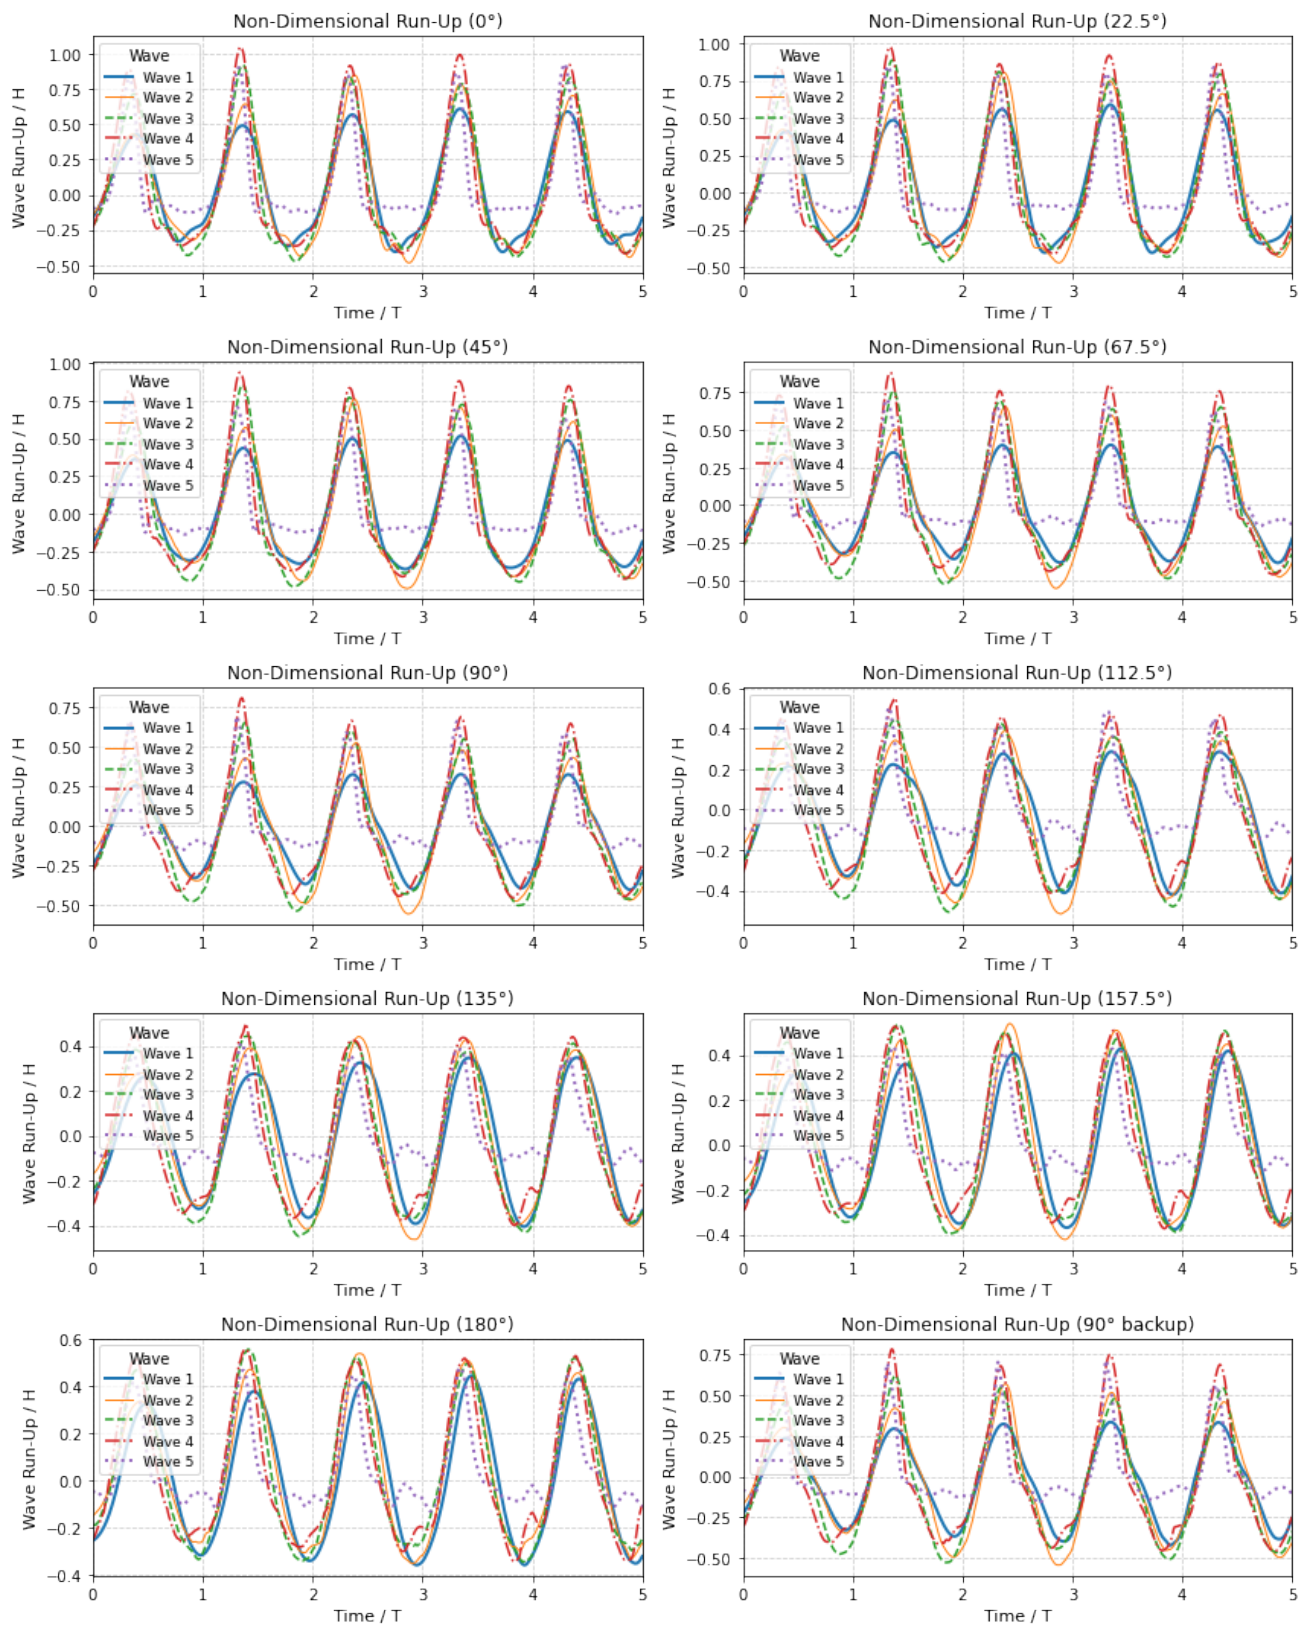 Non-Dimensional Run-Up (0°)
Wave Run-Up / H
1.00
0.75
0.50
0.25
0.00
−0.25
−0.50
Wave
Wave 1
Wave 2
Wave 3
Wave 4
Wave 5
0 1 2 3 4 5
Time / T
Non-Dimensional Run-Up (22.5°)
Wave Run-Up / H
1.00
0.75
0.50
0.25
0.00
−0.25
−0.50
Wave
Wave 1
Wave 2
Wave 3
Wave 4
Wave 5
0 1 2 3 4 5
Time / T
Non-Dimensional Run-Up (45°)
Wave Run-Up / H
1.00
0.75
0.50
0.25
0.00
−0.25
−0.50
Wave
Wave 1
Wave 2
Wave 3
Wave 4
Wave 5
0 1 2 3 4 5
Time / T
Non-Dimensional Run-Up (67.5°)
Wave Run-Up / H
0.75
0.50
0.25
0.00
−0.25
−0.50
Wave
Wave 1
Wave 2
Wave 3
Wave 4
Wave 5
0 1 2 3 4 5
Time / T
Non-Dimensional Run-Up (90°)
Wave Run-Up / H
0.75
0.50
0.25
0.00
−0.25
−0.50
Wave
Wave 1
Wave 2
Wave 3
Wave 4
Wave 5
0 1 2 3 4 5
Time / T
Non-Dimensional Run-Up (112.5°)
Wave Run-Up / H
0.6
0.4
0.2
0.0
−0.2
−0.4
Wave
Wave 1
Wave 2
Wave 3
Wave 4
Wave 5
0 1 2 3 4 5
Time / T
Non-Dimensional Run-Up (135°)
Wave Run-Up / H
0.4
0.2
0.0
−0.2
−0.4
Wave
Wave 1
Wave 2
Wave 3
Wave 4
Wave 5
0 1 2 3 4 5
Time / T
Non-Dimensional Run-Up (157.5°)
Wave Run-Up / H
0.4
0.2
0.0
−0.2
−0.4
Wave
Wave 1
Wave 2
Wave 3
Wave 4
Wave 5
0 1 2 3 4 5
Time / T
Non-Dimensional Run-Up (180°)
Wave Run-Up / H
0.6
0.4
0.2
0.0
−0.2
−0.4
Wave
Wave 1
Wave 2
Wave 3
Wave 4
Wave 5
0 1 2 3 4 5
Time / T
Non-Dimensional Run-Up (90° backup)
Wave Run-Up / H
0.75
0.50
0.25
0.00
−0.25
−0.50
Wave
Wave 1
Wave 2
Wave 3
Wave 4
Wave 5
0 1 2 3 4 5
Time / T